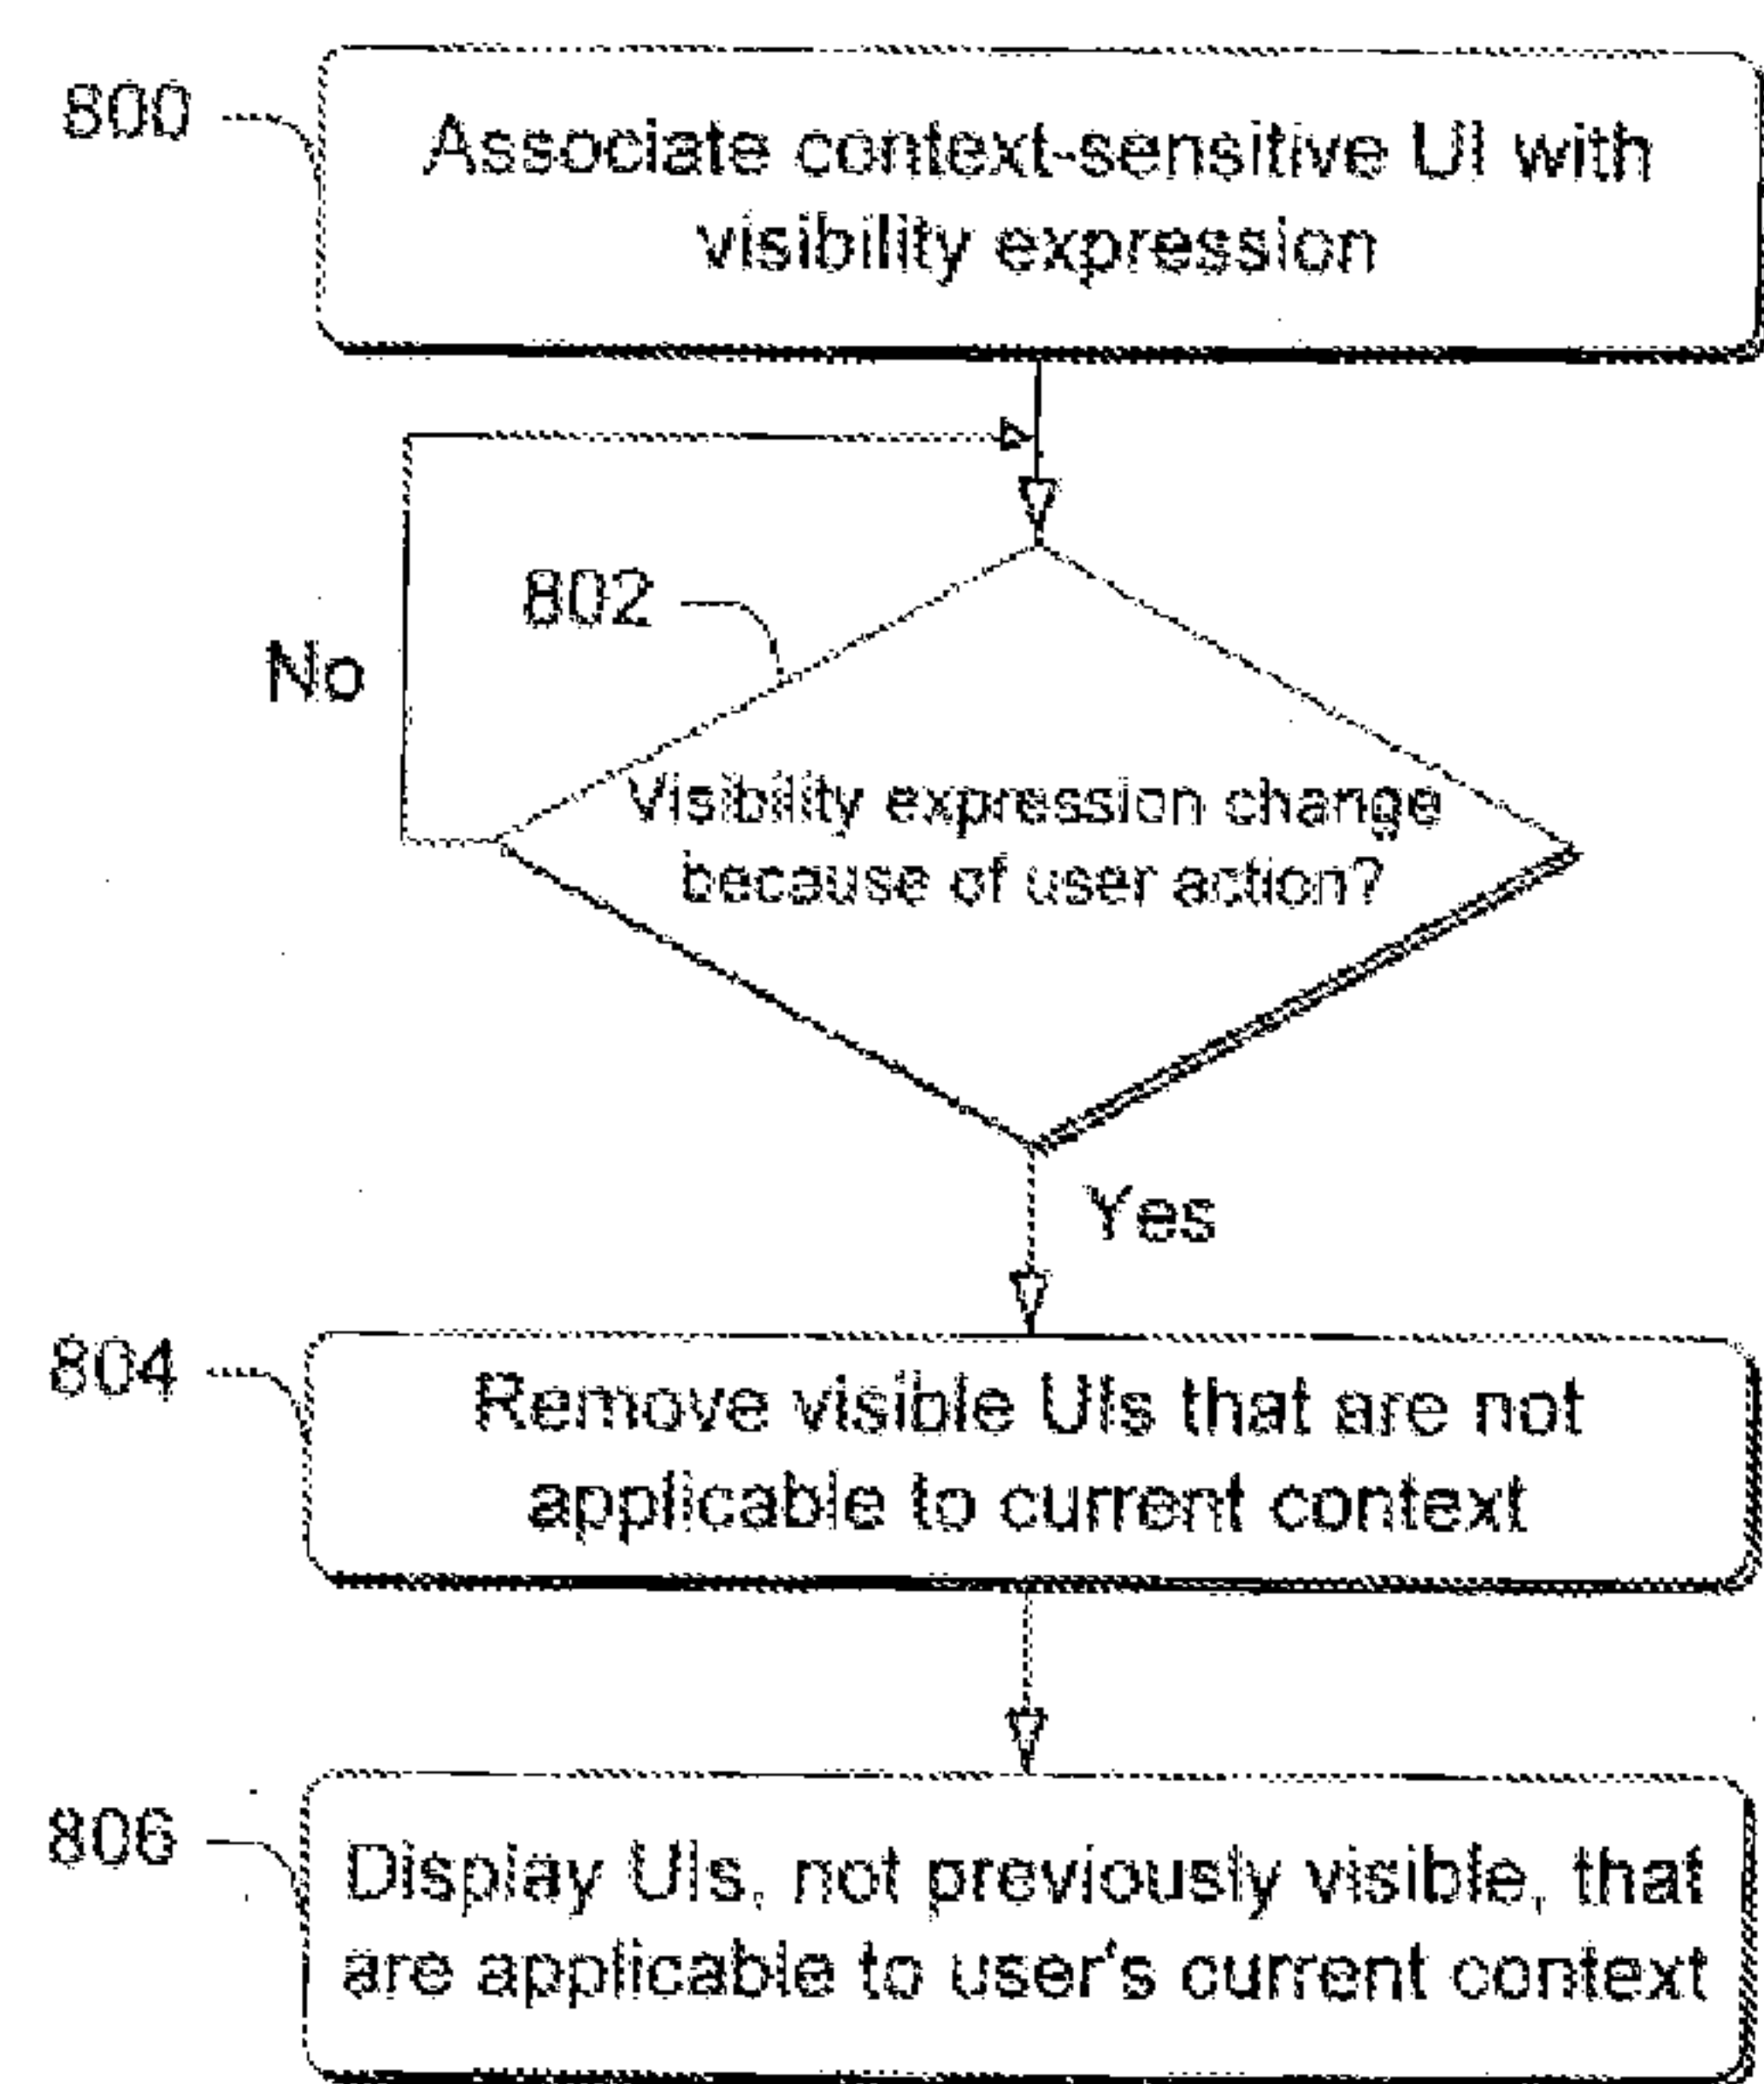 800
Associate context-sensitive UI with
visibility expression
802
No
Visibility expression change
because of user action?
Yes
804
Remove visible UIs that are not
applicable to current context
806
Display UIs, not previously visible, that
are applicable to user's current context